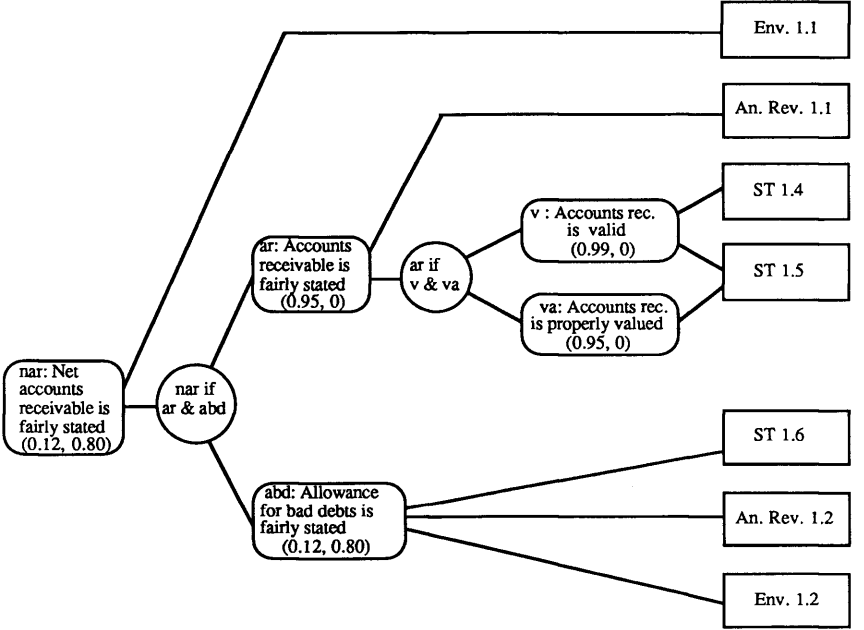 Env. 1.1
An. Rev. 1.1
ST 1.4
v : Accounts rec.
is valid
(0.99, 0)
ar: Accounts
receivable is
fairly stated
(0.95, 0)
ar if
v & va
ST 1.5
va: Accounts rec.
is properly valued
(0.95, 0)
nar: Net
accounts
receivable is
fairly stated
(0.12, 0.80)
nar if
ar & abd
ST 1.6
abd: Allowance
for bad debts is
fairly stated
(0.12, 0.80)
An. Rev. 1.2
Env. 1.2